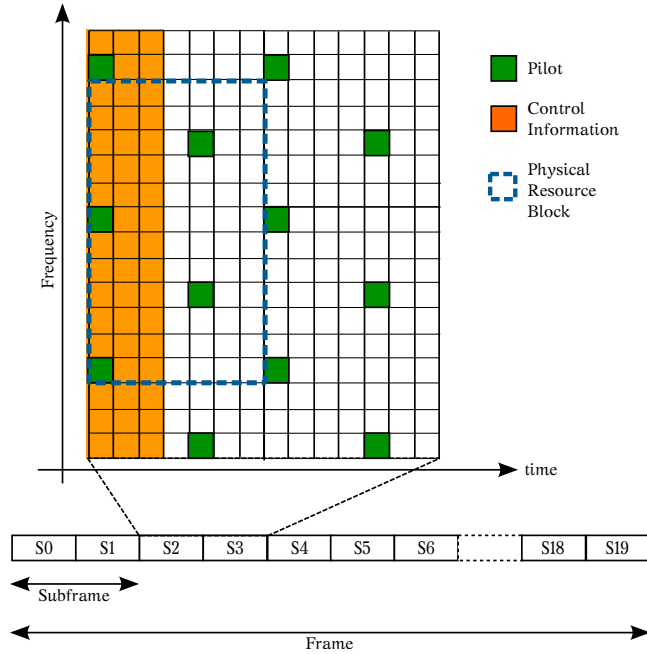 Pilot
Control
Information
Physical
Resource
Block
Frequency
time
S0 S1 S2 S3 S4 S5 S6 S18 S19
Subframe
Frame